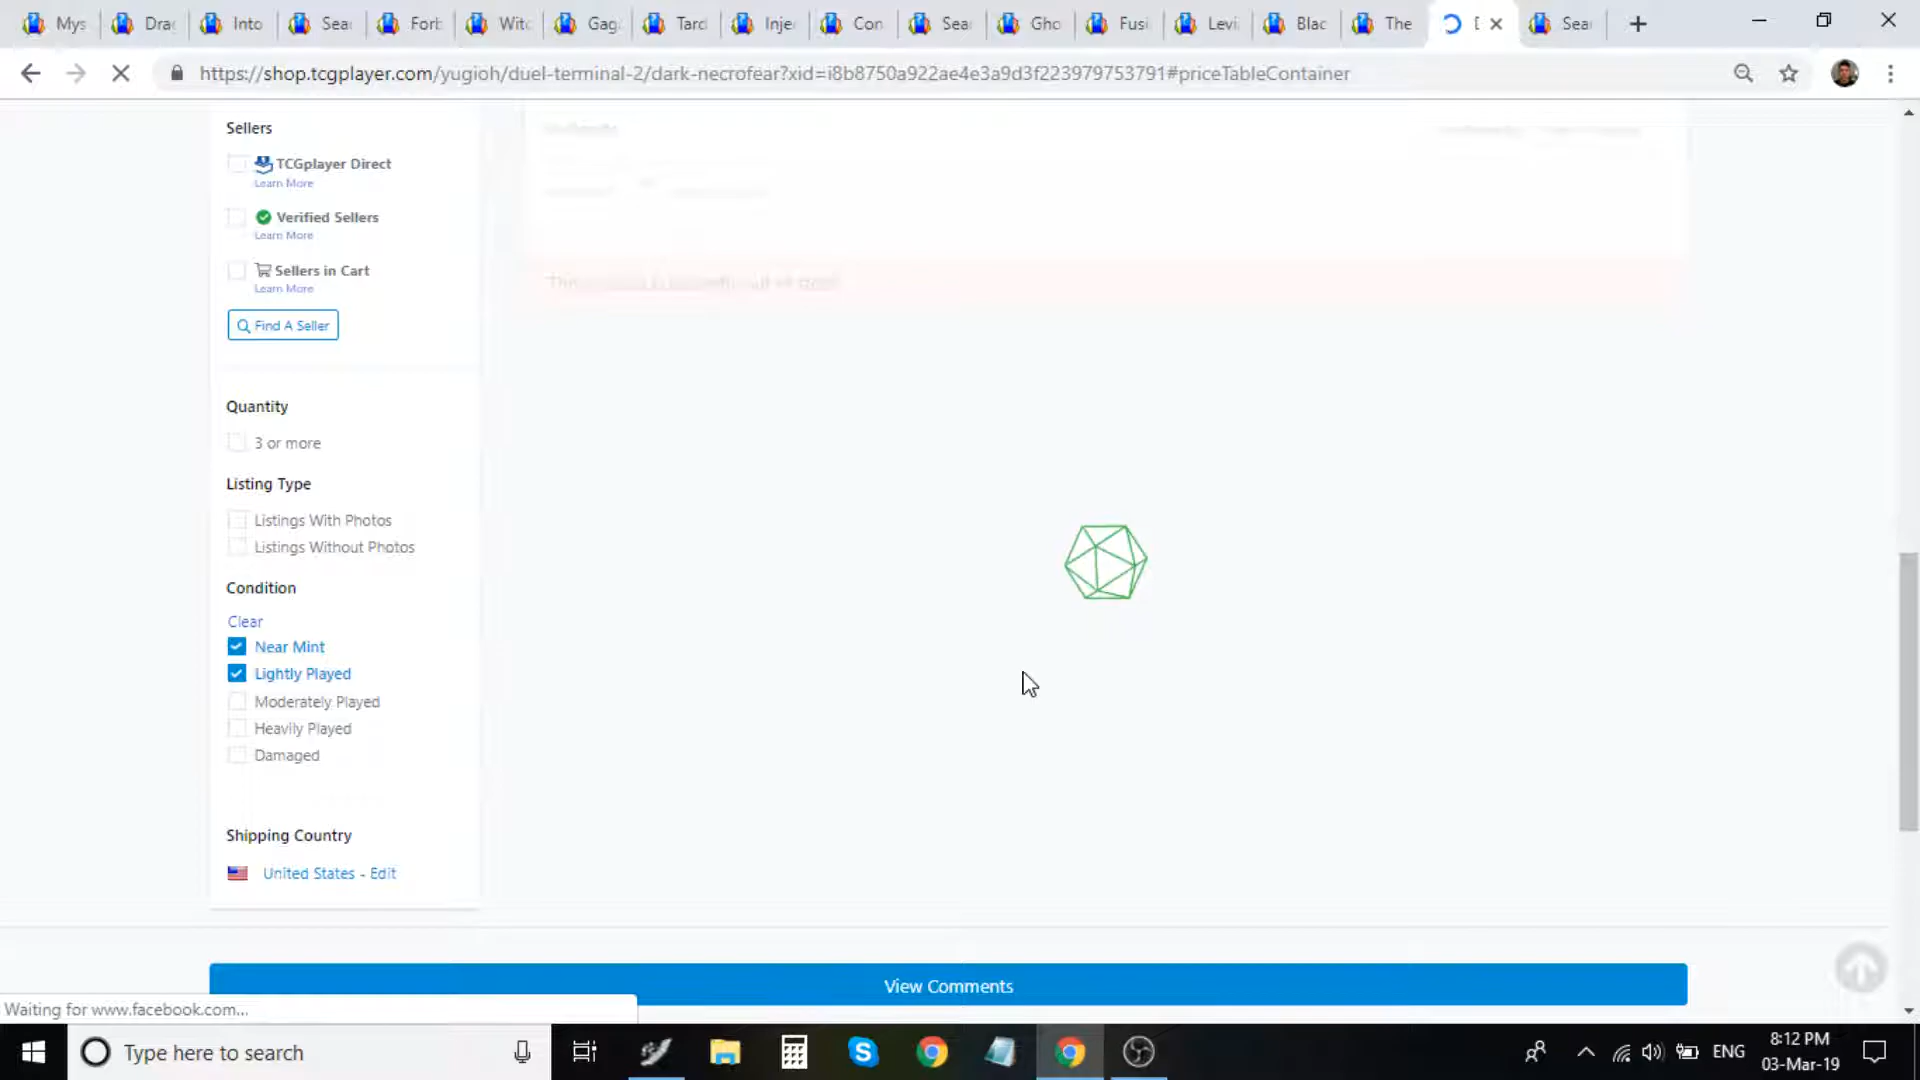 Mys Dra Into Sea Forb Witc Gag Tard Inje Con Sea Gho Fusi Levi Blac The Sea
https://shop.tcgplayer.com/yugioh/duel-terminal-2/dark-necrofear?xid=i8b8750a922ae4e3a9d3f223979753791#priceTableContainer
Sellers
TCGplayer Direct
Learn More
Verified Sellers
Learn More
Sellers in Cart
Learn More
Find A Seller
Quantity
3 or more
Listing Type
Listings With Photos
Listings Without Photos
Condition
Clear
Near Mint
Lightly Played
Moderately Played
Heavily Played
Damaged
Shipping Country
United States - Edit
View Comments
Waiting for www.facebook.com...
Type here to search
ENG
8:12 PM
03-Mar-19